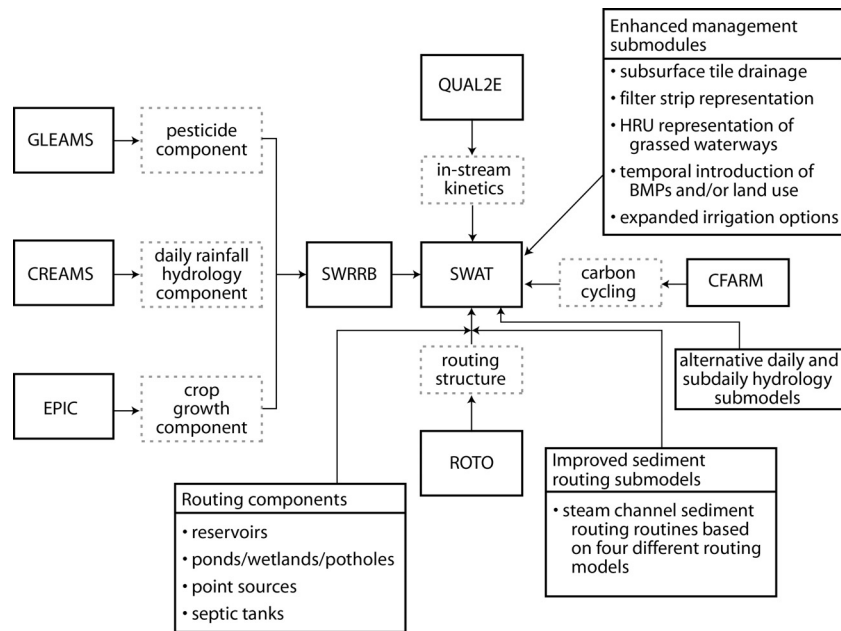 Enhanced management
submodules
• subsurface tile drainage
• filter strip representation
• HRU representation of
grassed waterways
• temporal introduction of
BMPs and/or land use
• expanded irrigation options
QUAL2E
GLEAMS
pesticide
component
in-stream
kinetics
CREAMS
daily rainfall
hydrology
component
SWRRB
SWAT
carbon
cycling
CFARM
routing
structure
alternative daily and
subdaily hydrology
submodels
EPIC
crop
growth
component
ROTO
Improved sediment
routing submodels
• steam channel sediment
routing routines based
on four different routing
models
Routing components
• reservoirs
• ponds/wetlands/potholes
• point sources
• septic tanks